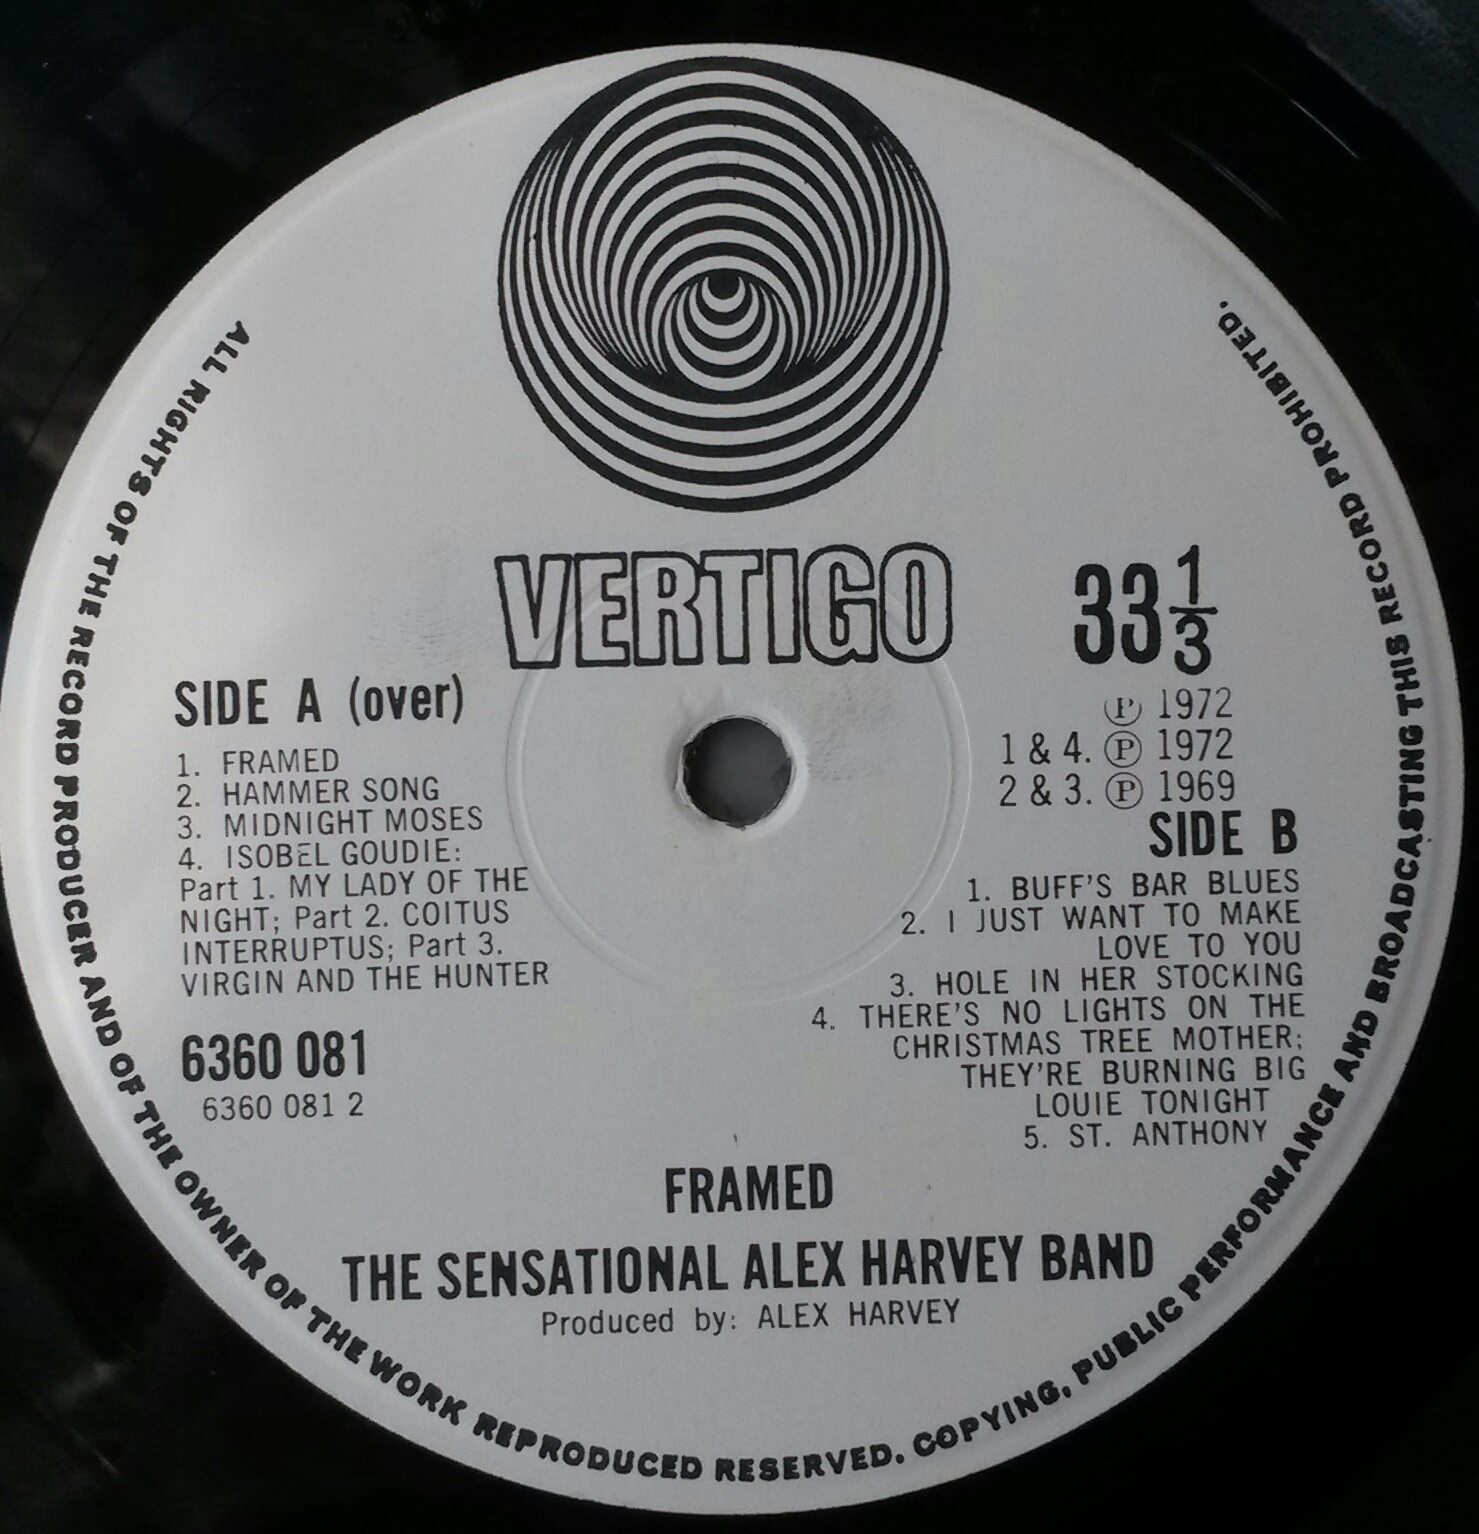 VERTIGO
33 1/3
SIDE A (over)
1. FRAMED
2. HAMMER SONG
3. MIDNIGHT MOSES
4. ISOBEL GOUDIE:
Part 1. MY LADY OF THE
NIGHT; Part 2. COITUS
INTERRUPTUS; Part 3.
VIRGIN AND THE HUNTER
6360 081
6360 081 2
Ⓟ 1972
1 & 4. Ⓟ 1972
2 & 3. Ⓟ 1969
SIDE B
1. BUFF'S BAR BLUES
2. I JUST WANT TO MAKE
LOVE TO YOU
3. HOLE IN HER STOCKING
4. THERE'S NO LIGHTS ON THE
CHRISTMAS TREE MOTHER;
THEY'RE BURNING BIG
LOUIE TONIGHT
5. ST. ANTHONY
FRAMED
THE SENSATIONAL ALEX HARVEY BAND
Produced by: ALEX HARVEY
ALL RIGHTS OF THE RECORD PRODUCER AND OF THE OWNER OF THE WORK REPRODUCED RESERVED. COPYING, PUBLIC PERFORMANCE AND BROADCASTING THIS RECORD PROHIBITED.